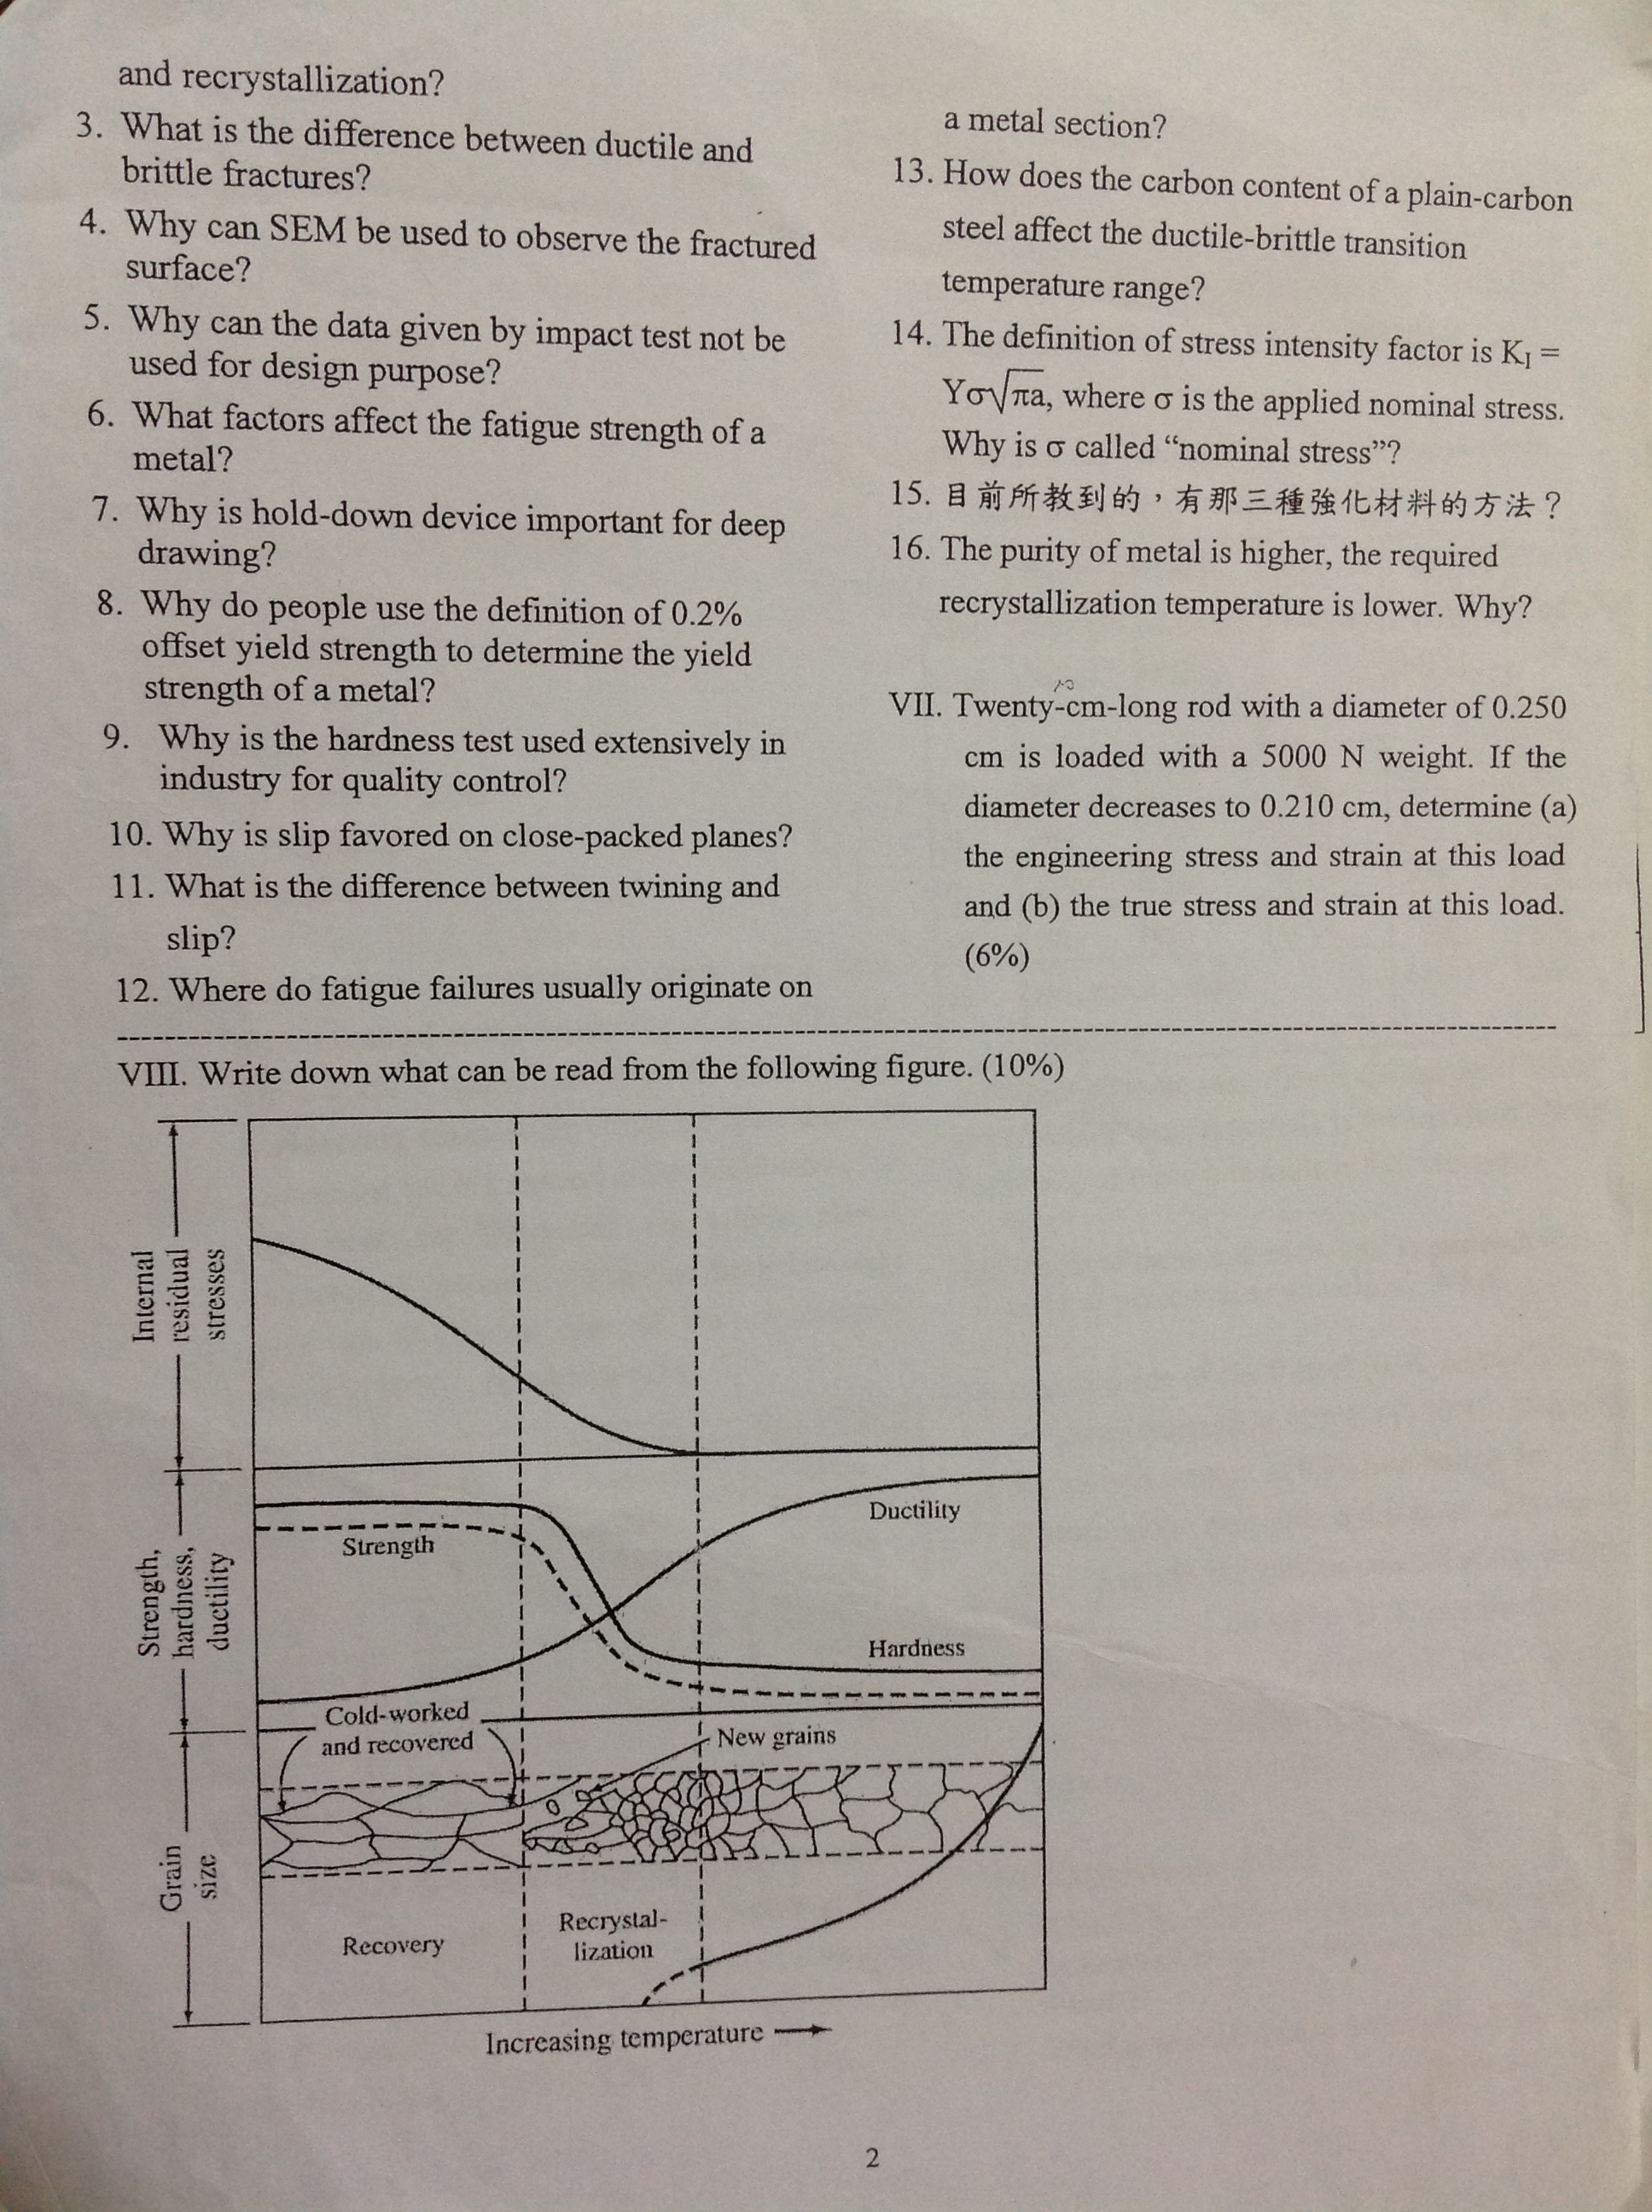 and recrystallization?
3. What is the difference between ductile and
brittle fractures?
4. Why can SEM be used to observe the fractured
surface?
5. Why can the data given by impact test not be
used for design purpose?
6. What factors affect the fatigue strength of a
metal?
7. Why is hold-down device important for deep
drawing?
8. Why do people use the definition of 0.2%
offset yield strength to determine the yield
strength of a metal?
9. Why is the hardness test used extensively in
industry for quality control?
10. Why is slip favored on close-packed planes?
11. What is the difference between twining and
slip?
12. Where do fatigue failures usually originate on
a metal section?
13. How does the carbon content of a plain-carbon
steel affect the ductile-brittle transition
temperature range?
14. The definition of stress intensity factor is K_I =
Yσ√πa, where σ is the applied nominal stress.
Why is σ called “nominal stress”?
15. 目前所教到的，有那三種強化材料的方法？
16. The purity of metal is higher, the required
recrystallization temperature is lower. Why?
VII. Twenty-cm-long rod with a diameter of 0.250
cm is loaded with a 5000 N weight. If the
diameter decreases to 0.210 cm, determine (a)
the engineering stress and strain at this load
and (b) the true stress and strain at this load.
(6%)
VIII. Write down what can be read from the following figure. (10%)
Internal
residual
stresses
Strength,
hardness,
ductility
Strength
Ductility
Hardness
Cold-worked
and recovered
New grains
Grain
size
Recovery
Recrystal-
lization
Increasing temperature
2